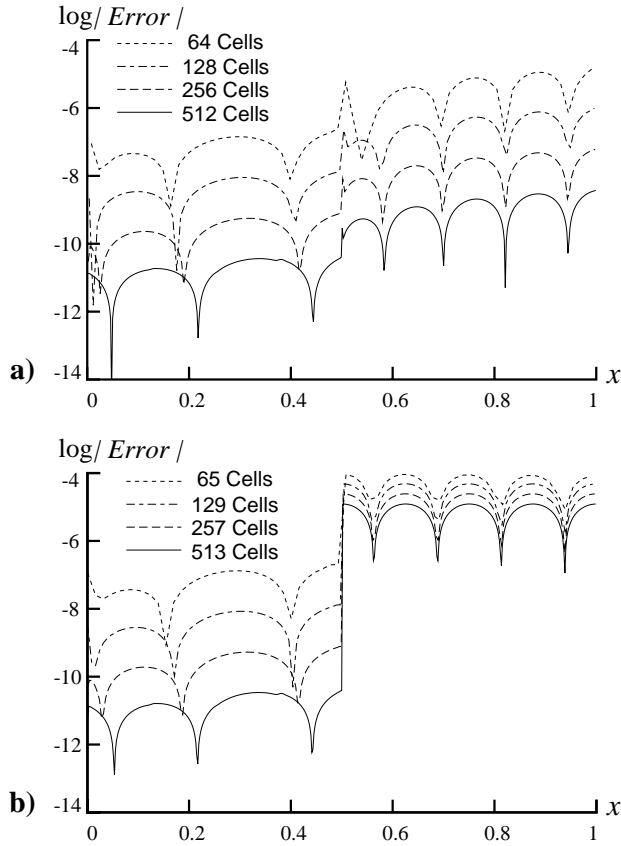 log/ Error /
-4
-6
-8
-10
-12
-14
64 Cells
128 Cells
256 Cells
512 Cells
a)
0
0.2
0.4
0.6
0.8
1
x
log/ Error /
-4
-6
-8
-10
-12
-14
65 Cells
129 Cells
257 Cells
513 Cells
b)
0
0.2
0.4
0.6
0.8
1
x